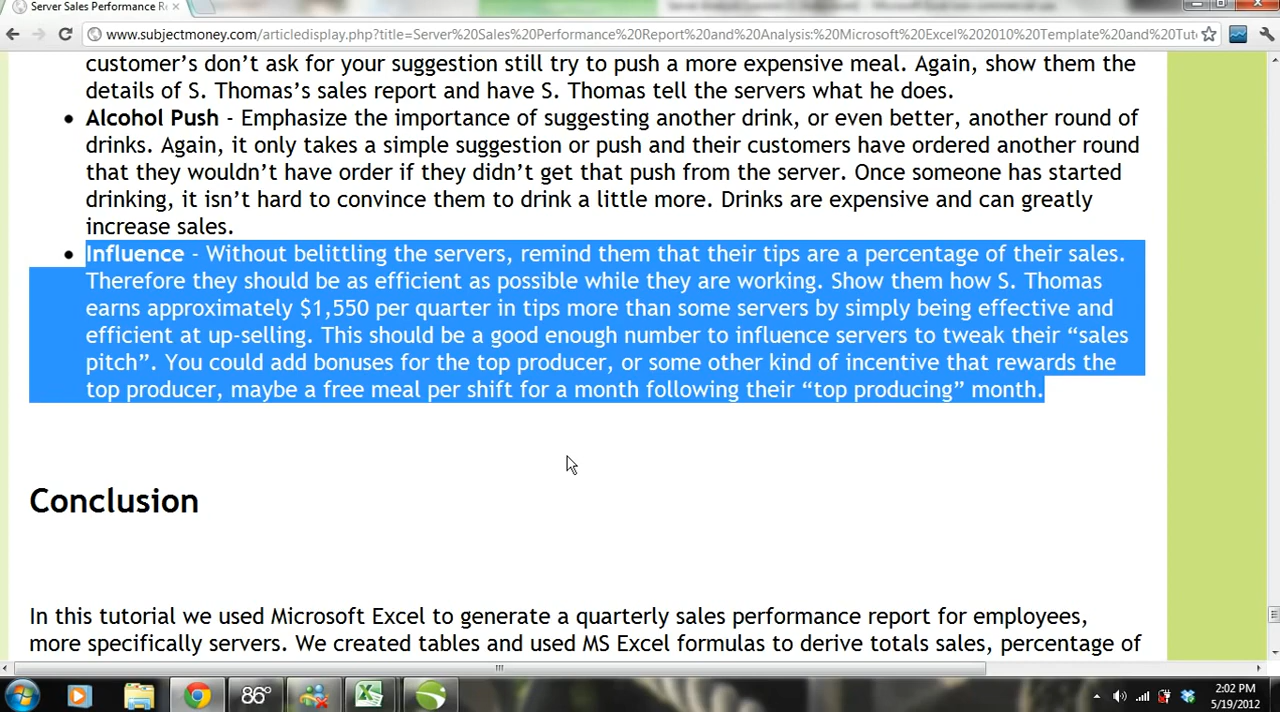 Server Sales Performance Re
www.subjectmoney.com/articledisplay.php?title=Server%20Sales%20Performance%20Report%20and%20Analysis:%20Microsoft%20Excel%202010%20Template%20and%20Tut
customer’s don’t ask for your suggestion still try to push a more expensive meal. Again, show them the
details of S. Thomas’s sales report and have S. Thomas tell the servers what he does.
• Alcohol Push - Emphasize the importance of suggesting another drink, or even better, another round of
drinks. Again, it only takes a simple suggestion or push and their customers have ordered another round
that they wouldn’t have order if they didn’t get that push from the server. Once someone has started
drinking, it isn’t hard to convince them to drink a little more. Drinks are expensive and can greatly
increase sales.
• Influence - Without belittling the servers, remind them that their tips are a percentage of their sales.
Therefore they should be as efficient as possible while they are working. Show them how S. Thomas
earns approximately $1,550 per quarter in tips more than some servers by simply being effective and
efficient at up-selling. This should be a good enough number to influence servers to tweak their “sales
pitch”. You could add bonuses for the top producer, or some other kind of incentive that rewards the
top producer, maybe a free meal per shift for a month following their “top producing” month.
Conclusion
In this tutorial we used Microsoft Excel to generate a quarterly sales performance report for employees,
more specifically servers. We created tables and used MS Excel formulas to derive totals sales, percentage of
86°
2:02 PM
5/19/2012